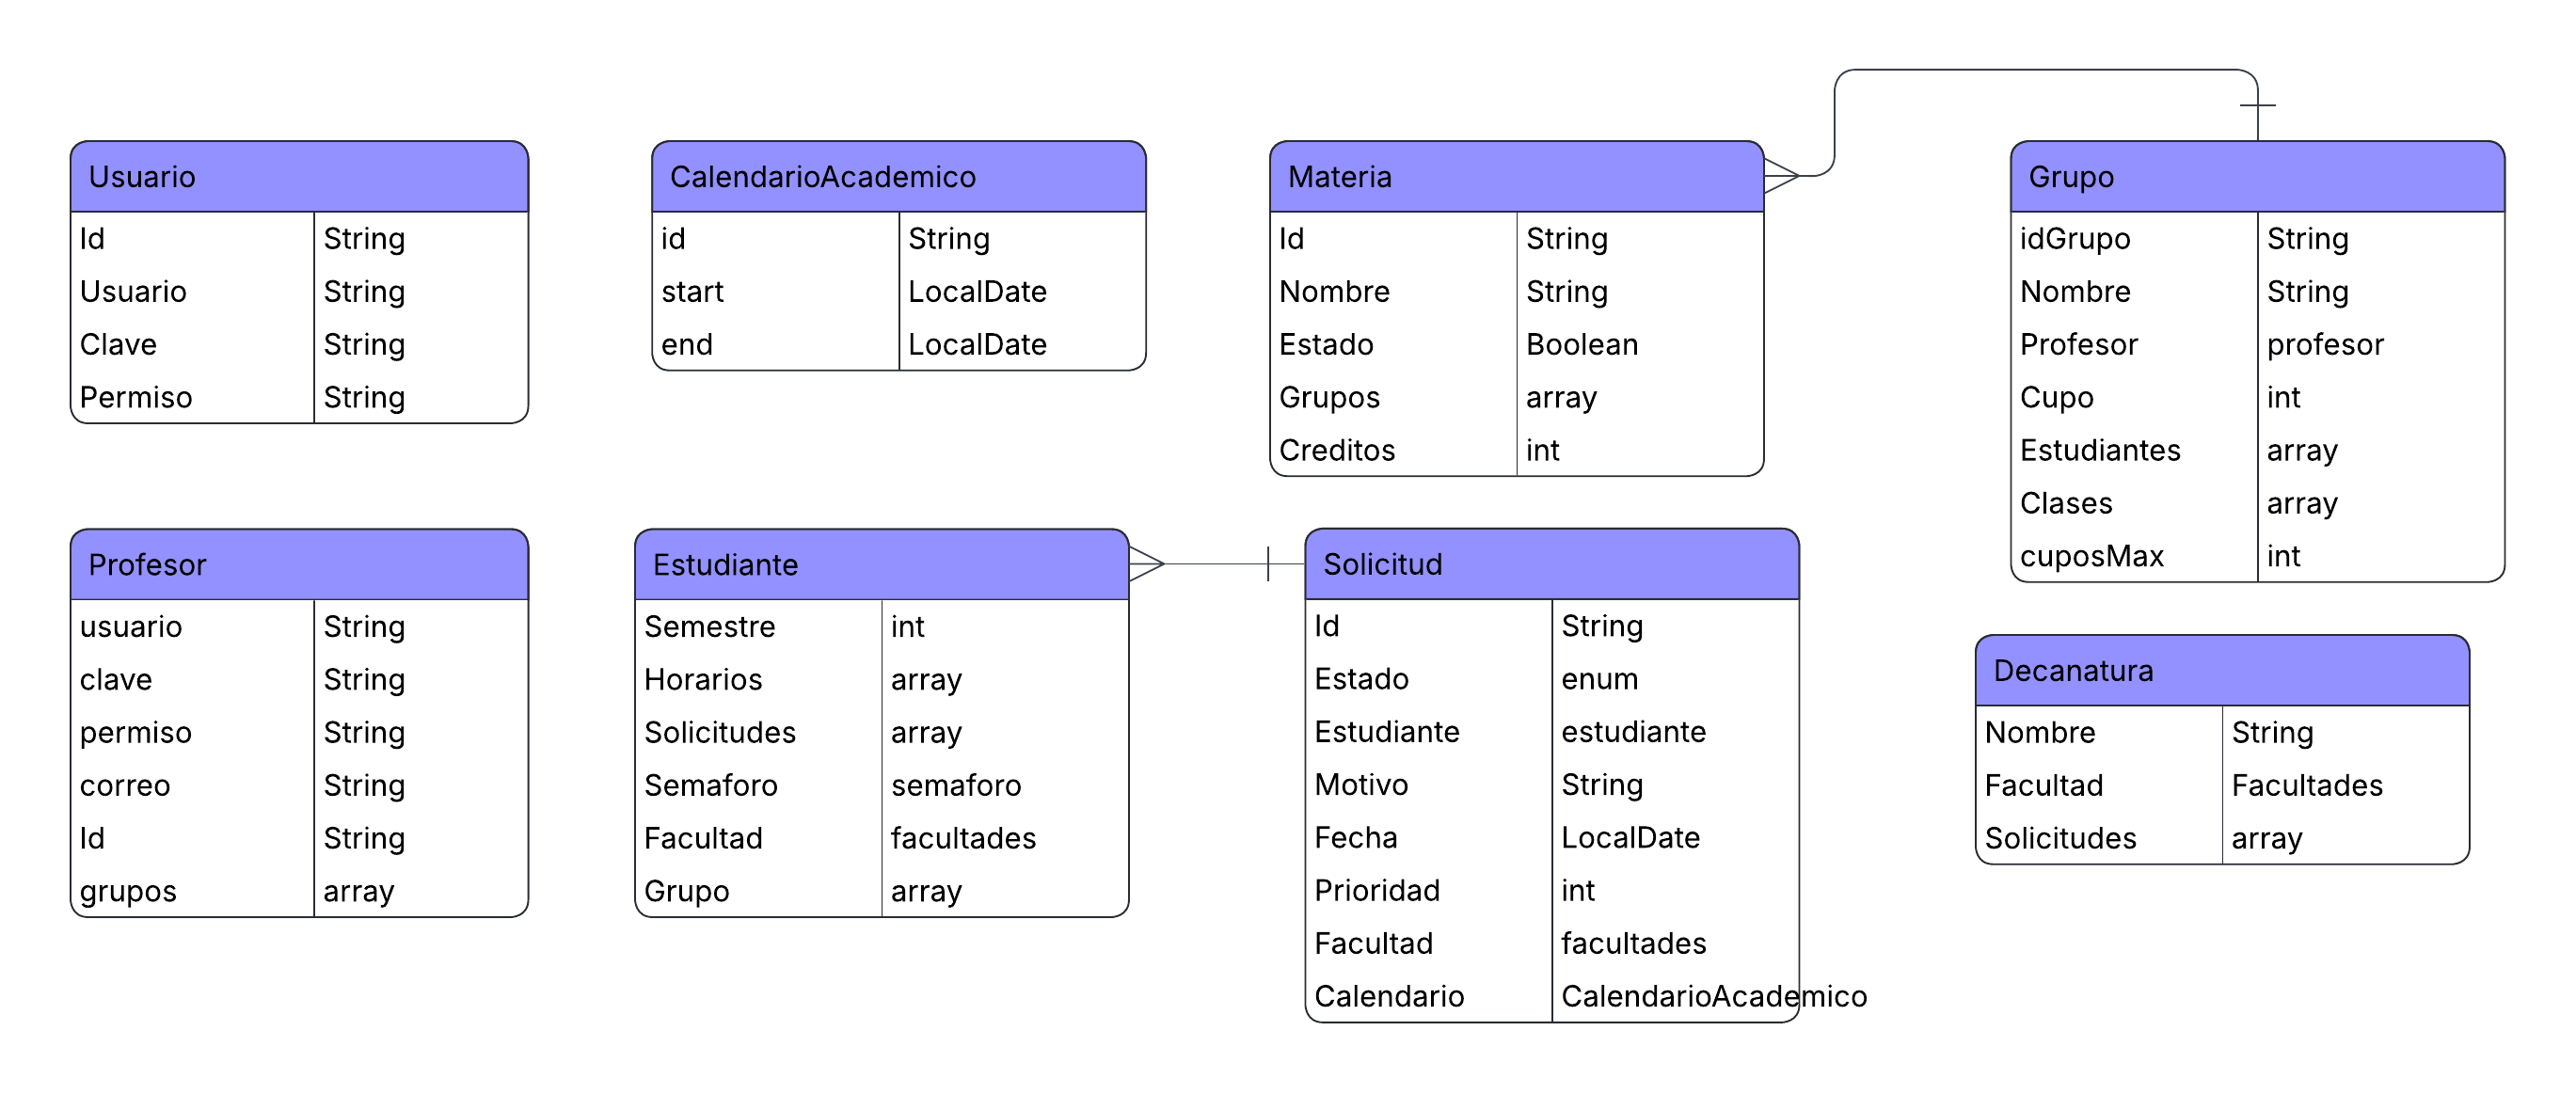 Usuario
Id String
Usuario String
Clave String
Permiso String
CalendarioAcademico
id String
start LocalDate
end LocalDate
Materia
Id String
Nombre String
Estado Boolean
Grupos array
Creditos int
Grupo
idGrupo String
Nombre String
Profesor profesor
Cupo int
Estudiantes array
Clases array
cuposMax int
Profesor
usuario String
clave String
permiso String
correo String
Id String
grupos array
Estudiante
Semestre int
Horarios array
Solicitudes array
Semaforo semaforo
Facultad facultades
Grupo array
Solicitud
Id String
Estado enum
Estudiante estudiante
Motivo String
Fecha LocalDate
Prioridad int
Facultad facultades
Calendario CalendarioAcademico
Decanatura
Nombre String
Facultad Facultades
Solicitudes array